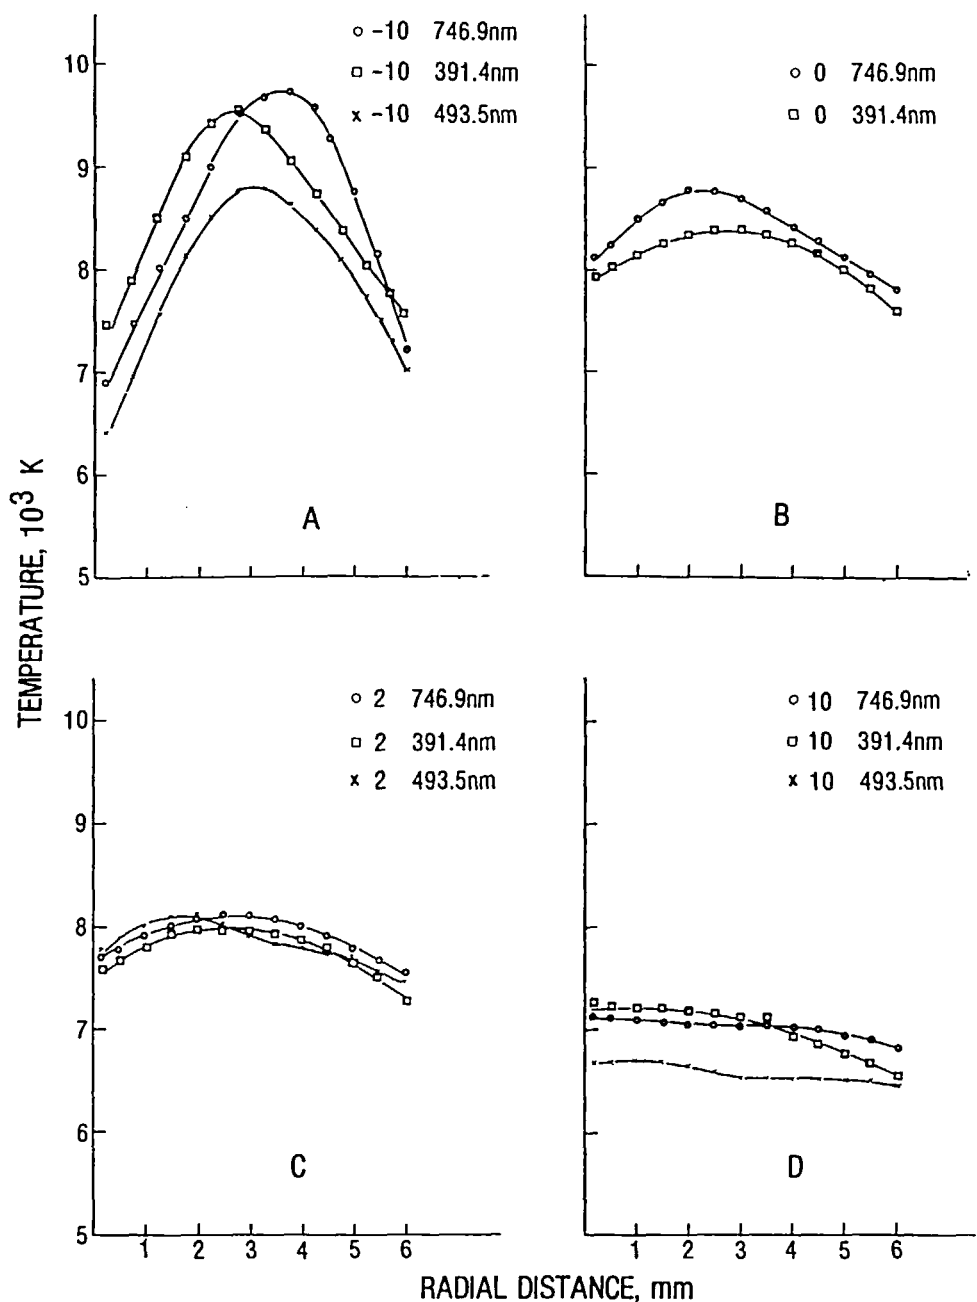 -10 746.9nm
-10 391.4nm
-10 493.5nm
0 746.9nm
0 391.4nm
10
9
8
7
6
5
A
B
TEMPERATURE, 10³ K
2 746.9nm
2 391.4nm
2 493.5nm
10 746.9nm
10 391.4nm
10 493.5nm
10
9
8
7
6
5
C
D
1 2 3 4 5 6
1 2 3 4 5 6
RADIAL DISTANCE, mm